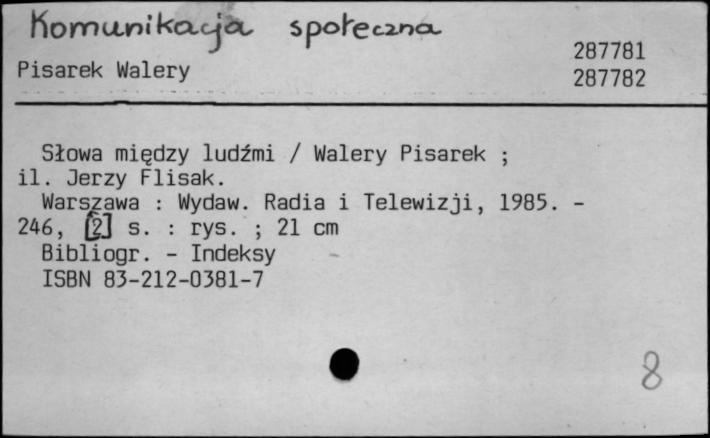 Komunikacja społeczna
287781
Pisarek Walery
287782
Słowa między ludźmi / Walery Pisarek ;
il. Jerzy Flisak.
Warszawa : Wydaw. Radia i Telewizji, 1985. -
246, [2] s. : rys. ; 21 cm
Bibliogr. - Indeksy
ISBN 83-212-0381-7
8